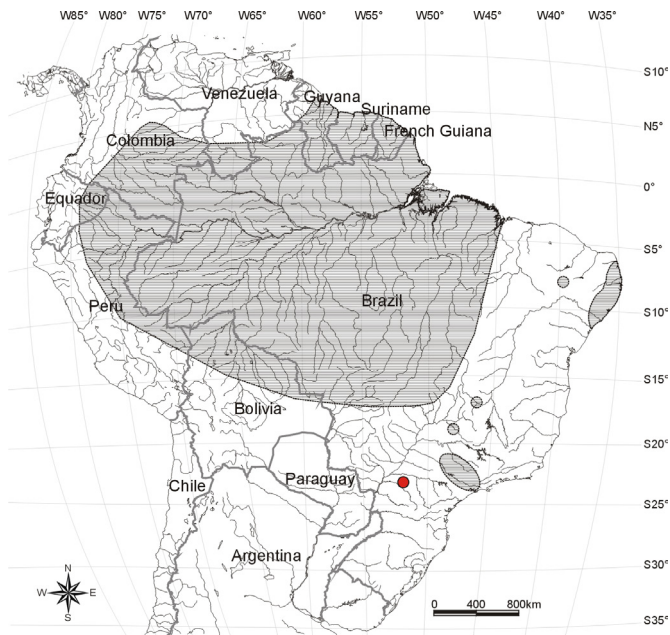 W85° W80° W75° W70° W65° W60° W55° W50° W45° W40° W35°
S10°
Venezuela
Guyana
Suriname
N5°
French Guiana
Colombia
0°
Equador
S5°
Peru
Brazil
S10°
S15°
Bolivia
S20°
Chile
Paraguay
S25°
Argentina
S30°
N
W E
S
0 400 800km
S35°